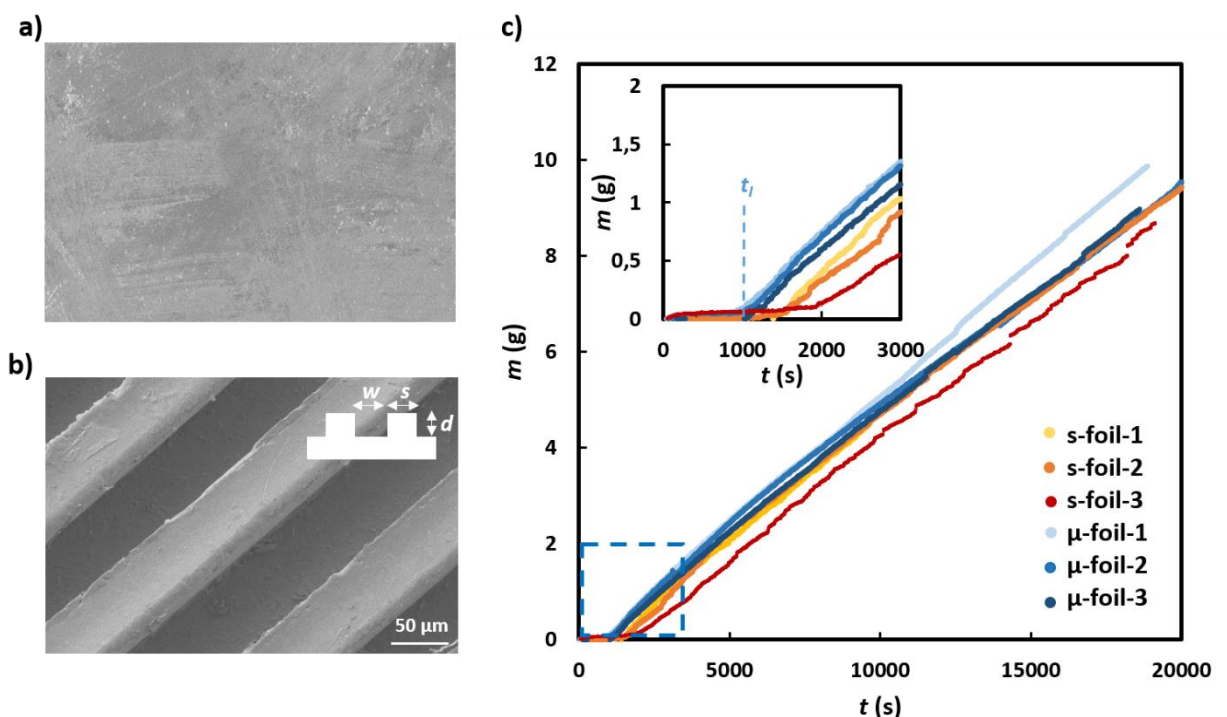 a)
b)
w
s
d
50 µm
c)
m (g)
12
10
8
6
4
2
0
0
5000
10000
15000
20000
t (s)
m (g)
2
1,5
1
0,5
0
0
1000
2000
3000
t (s)
tI
s-foil-1
s-foil-2
s-foil-3
µ-foil-1
µ-foil-2
µ-foil-3